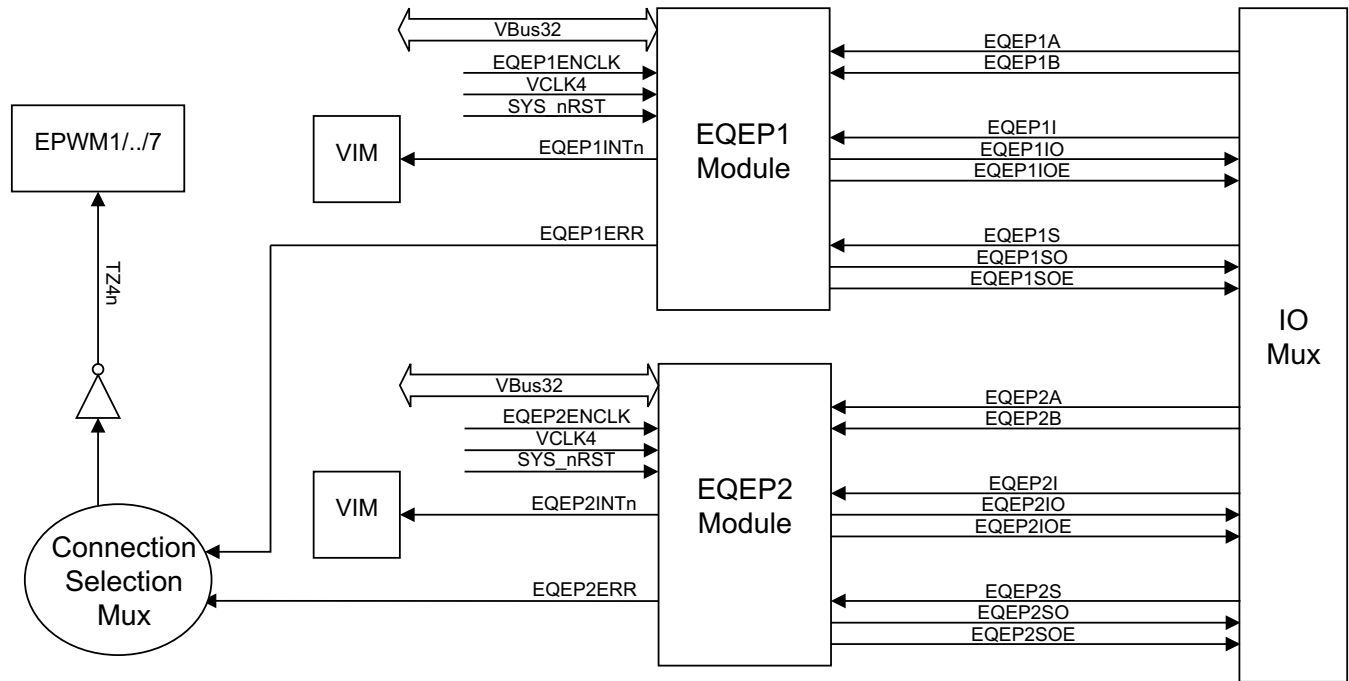 VBus32
EQEP1ENCLK
VCLK4
SYS_nRST
EQEP1INTn
EQEP1ERR
EPWM1/../7
VIM
TZ4n
EQEP1
Module
EQEP1A
EQEP1B
EQEP1I
EQEP1IO
EQEP1IOE
EQEP1S
EQEP1SO
EQEP1SOE
IO
Mux
VBus32
EQEP2ENCLK
VCLK4
SYS_nRST
EQEP2INTn
EQEP2ERR
VIM
Connection
Selection
Mux
EQEP2
Module
EQEP2A
EQEP2B
EQEP2I
EQEP2IO
EQEP2IOE
EQEP2S
EQEP2SO
EQEP2SOE